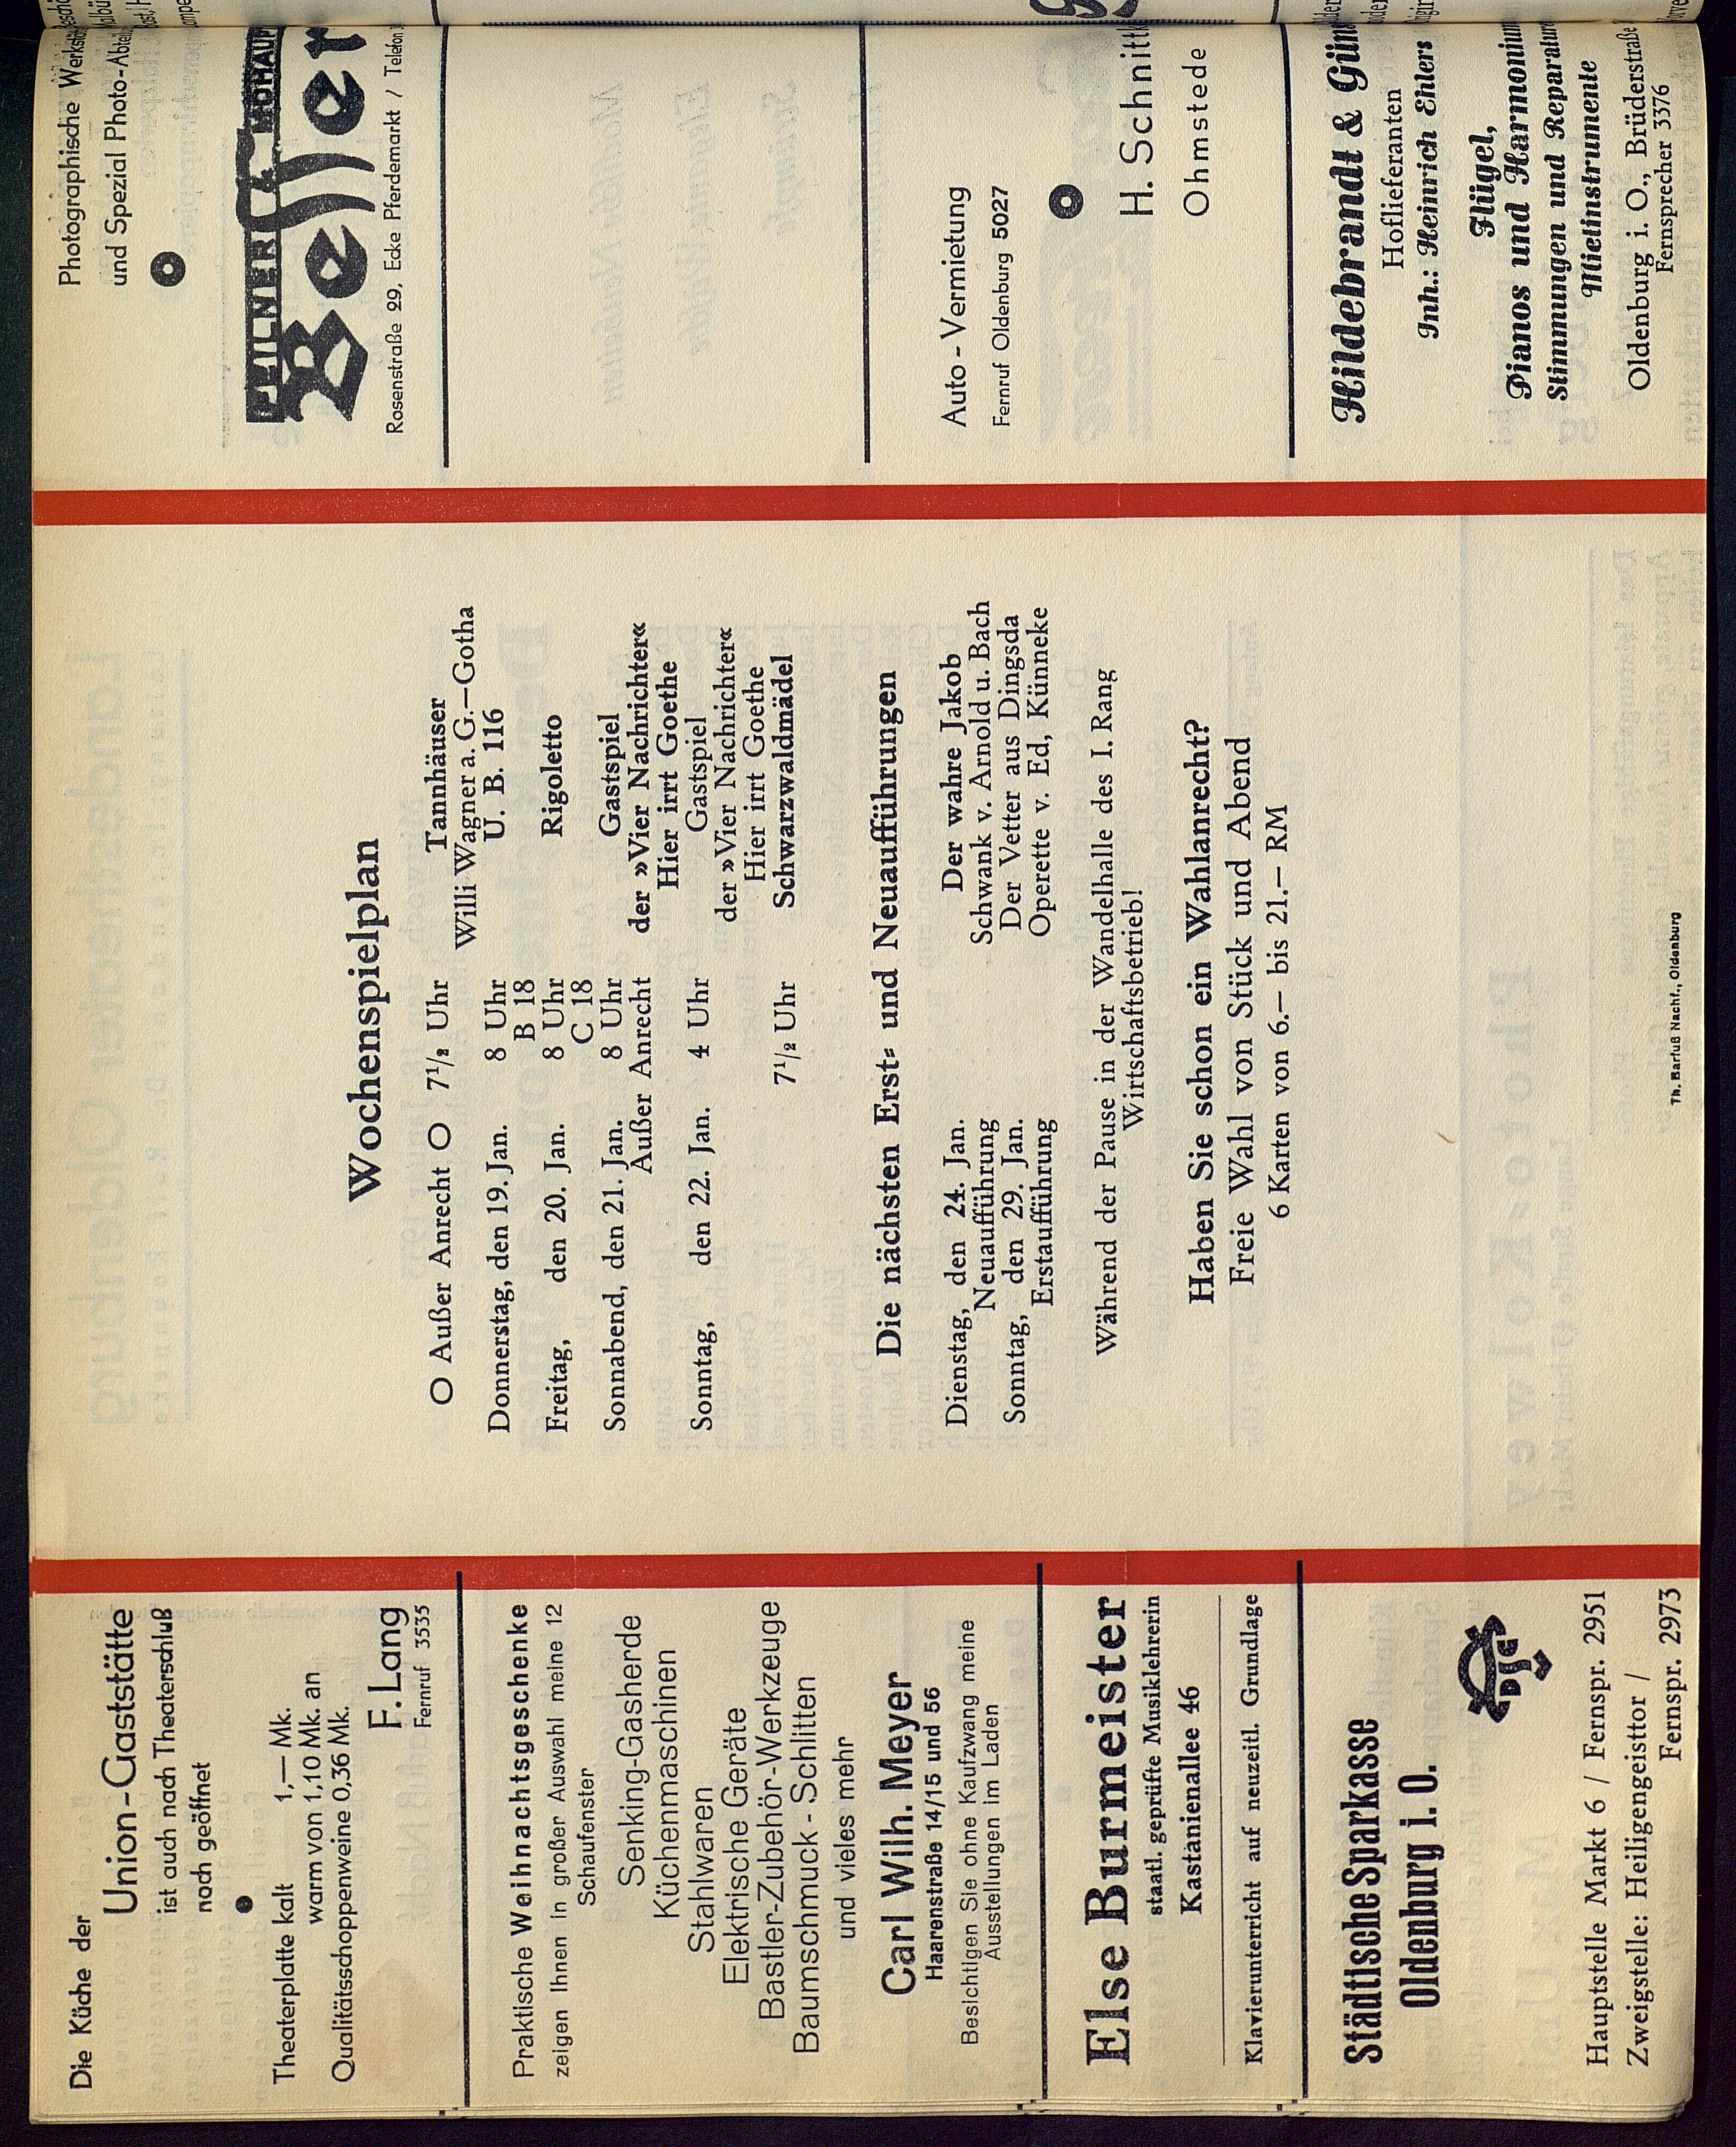 Die Küche der
Union-Gaststätte
ist auch nach Theaterschluß
noch geöffnet
Theaterplatte kalt 1,— Mk.
warm von 1,10 Mk. an
Qualitätsschoppenweine 0,36 Mk.
F. Lang
Fernruf 3535
Praktische Weihnachtsgeschenke
zeigen Ihnen in großer Auswahl meine 12
Schaufenster
Senking-Gasherde
Küchenmaschinen
Stahlwaren
Elektrische Geräte
Bastler-Zubehör-Werkzeuge
Baumschmuck - Schlitten
und vieles mehr
Carl Wilh. Meyer
Haarenstraße 14/15 und 56
Besichtigen Sie ohne Kaufzwang meine
Ausstellungen im Laden
Else Burmeister
staatl. geprüfte Musiklehrerin
Kastanienallee 46
Klavierunterricht auf neuzeitl. Grundlage
Städtische Sparkasse
Oldenburg i. O.
Hauptstelle Markt 6 / Fernspr. 2951
Zweigstelle: Heiligengeisttor /
Fernspr. 2973
Wochenspielplan
O Außer Anrecht O 7¹/₂ Uhr Tannhäuser
Willi Wagner a. G.—Gotha
Donnerstag, den 19. Jan. 8 Uhr U. B. 116
B 18
Freitag, den 20. Jan. 8 Uhr Rigoletto
C 18
Sonnabend, den 21. Jan. 8 Uhr Gastspiel
Außer Anrecht der »Vier Nachrichter«
Hier irrt Goethe
Sonntag, den 22. Jan. 4 Uhr Gastspiel
der »Vier Nachrichter«
Hier irrt Goethe
7¹/₂ Uhr Schwarzwaldmädel
Die nächsten Erst= und Neuaufführungen
Dienstag, den 24. Jan. Der wahre Jakob
Neuaufführung Schwank v. Arnold u. Bach
Sonntag, den 29. Jan. Der Vetter aus Dingsda
Erstaufführung Operette v. Ed, Künneke
Während der Pause in der Wandelhalle des I. Rang
Wirtschaftsbetrieb!
Haben Sie schon ein Wahlanrecht?
Freie Wahl von Stück und Abend
6 Karten von 6.— bis 21.— RM
Th. Bartuß Nachf., Oldenburg
Photographische
und Spezial
Rosenstraße 29, Ecke Pferdemarkt / Telefon
Auto - Vermietung
Fernruf Oldenburg 5027
H.
Ohmstede
Hildebrandt &
Hoflieferanten
Inh.: Heinrich Ehlers
Flügel,
Pianos und Harmonium
Stimmungen und
Mietinstrumente
Oldenburg i. O., Brüderstraße
Fernsprecher 3376